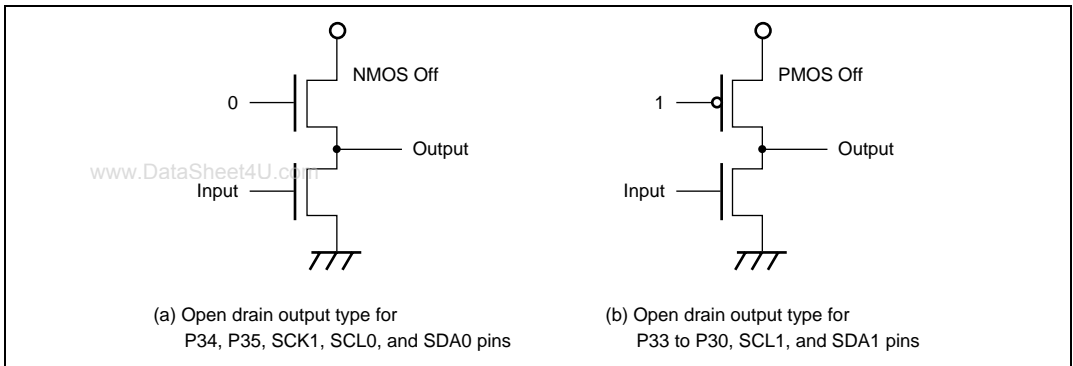 NMOS Off
0
Output
www.DataSheet4U.com
Input
(a) Open drain output type for
P34, P35, SCK1, SCL0, and SDA0 pins
PMOS Off
1
Output
Input
(b) Open drain output type for
P33 to P30, SCL1, and SDA1 pins